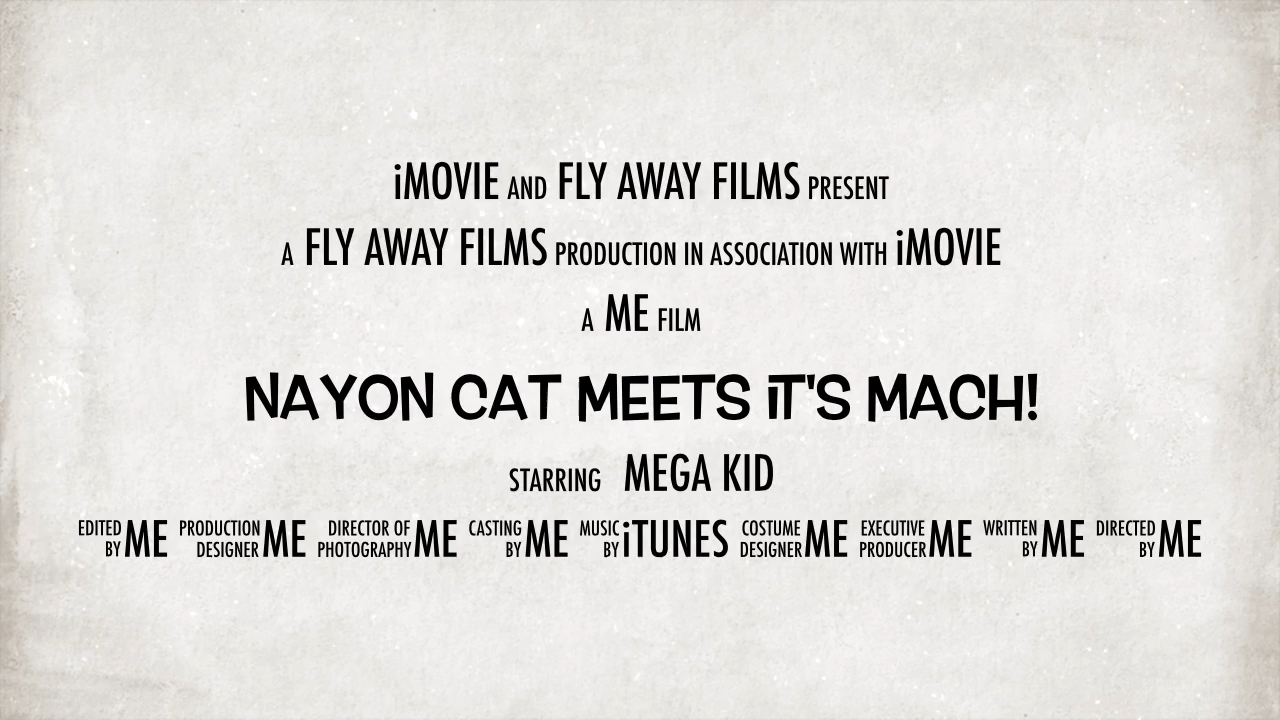 iMOVIE AND FLY AWAY FILMS PRESENT
A FLY AWAY FILMS PRODUCTION IN ASSOCIATION WITH iMOVIE
A ME FILM
NAYON CAT MEETS iT'S MACH!
STARRING MEGA KID
EDITED BY ME PRODUCTION DESIGNER ME DIRECTOR OF PHOTOGRAPHY ME CASTING BY ME MUSIC BY iTUNES COSTUME DESIGNER ME EXECUTIVE PRODUCER ME WRITTEN BY ME DIRECTED BY ME